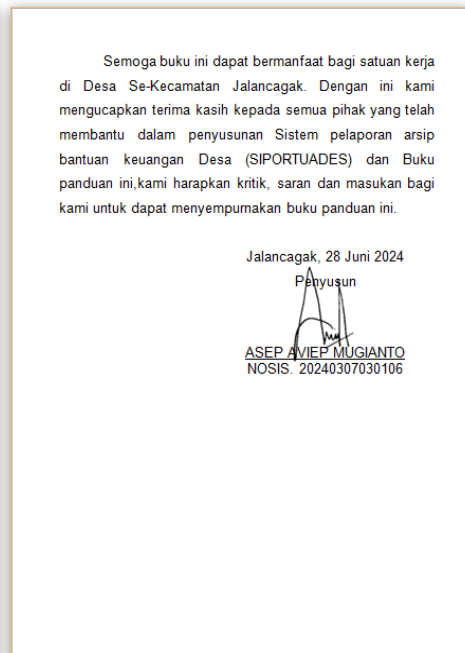 Semoga buku ini dapat bermanfaat bagi satuan kerja
di Desa Se-Kecamatan Jalancagak. Dengan ini kami
mengucapkan terima kasih kepada semua pihak yang telah
membantu dalam penyusunan Sistem pelaporan arsip
bantuan keuangan Desa (SIPORTUADES) dan Buku
panduan ini,kami harapkan kritik, saran dan masukan bagi
kami untuk dapat menyempurnakan buku panduan ini.
Jalancagak, 28 Juni 2024
Penyusun
ASEP AVIEP MUGIANTO
NOSIS. 20240307030106